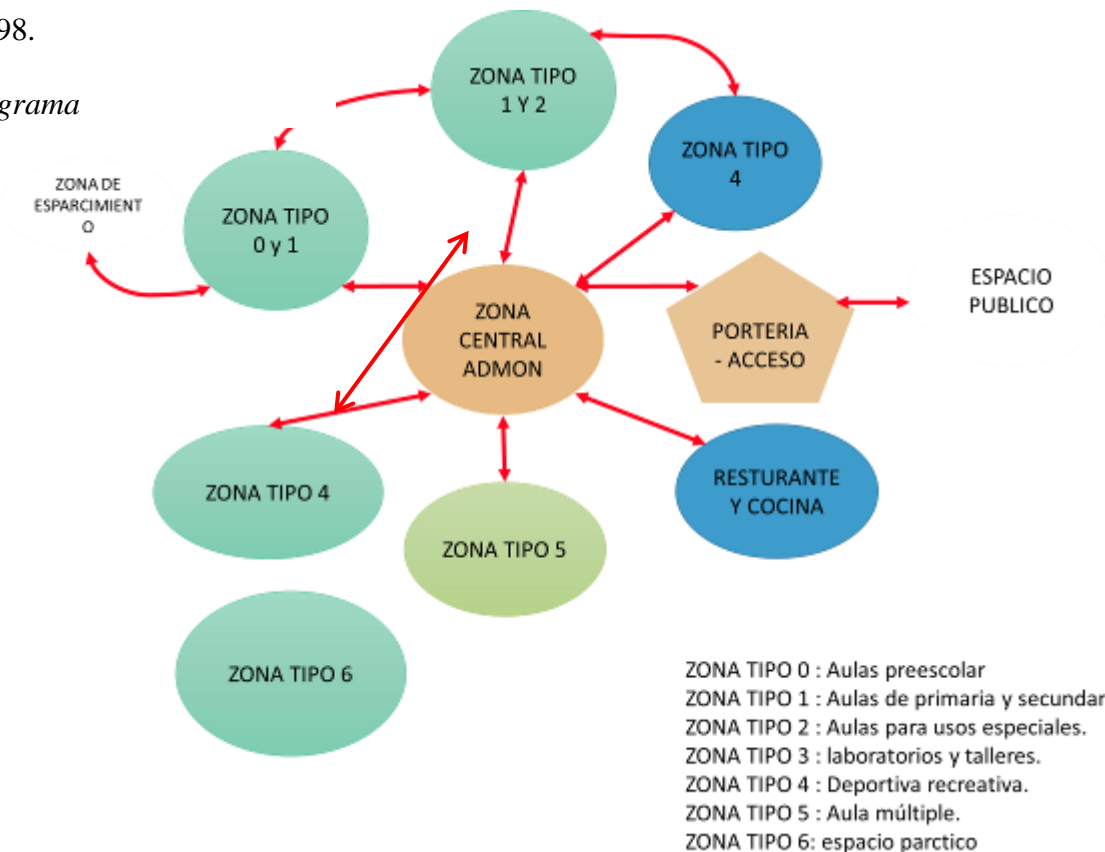 98.
grama
ZONA TIPO
1 Y 2
ZONA TIPO
4
ZONA DE
ESPARCIMIENT
O
ZONA TIPO
0 y 1
ESPACIO
PUBLICO
ZONA
CENTRAL
ADMON
PORTERIA
- ACCESO
ZONA TIPO 4
RESTURANTE
Y COCINA
ZONA TIPO 5
ZONA TIPO 6
ZONA TIPO 0 : Aulas preescolar
ZONA TIPO 1 : Aulas de primaria y secundar
ZONA TIPO 2 : Aulas para usos especiales.
ZONA TIPO 3 : laboratorios y talleres.
ZONA TIPO 4 : Deportiva recreativa.
ZONA TIPO 5 : Aula múltiple.
ZONA TIPO 6: espacio parctico